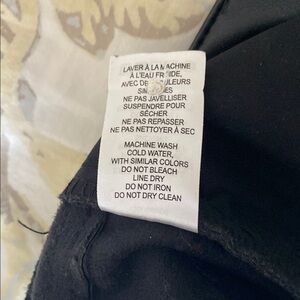 LAVER À LA MACHINE
À L'EAU FROIDE,
AVEC DE COULEURS
NE PAS JAVELLISER
SUSPENDRE POUR
SÉCHER
NE PAS REPASSER
NE PAS NETTOYER À SEC
MACHINE WASH
COLD WATER,
WITH SIMILAR COLORS
DO NOT BLEACH
LINE DRY
DO NOT IRON
DO NOT DRY CLEAN